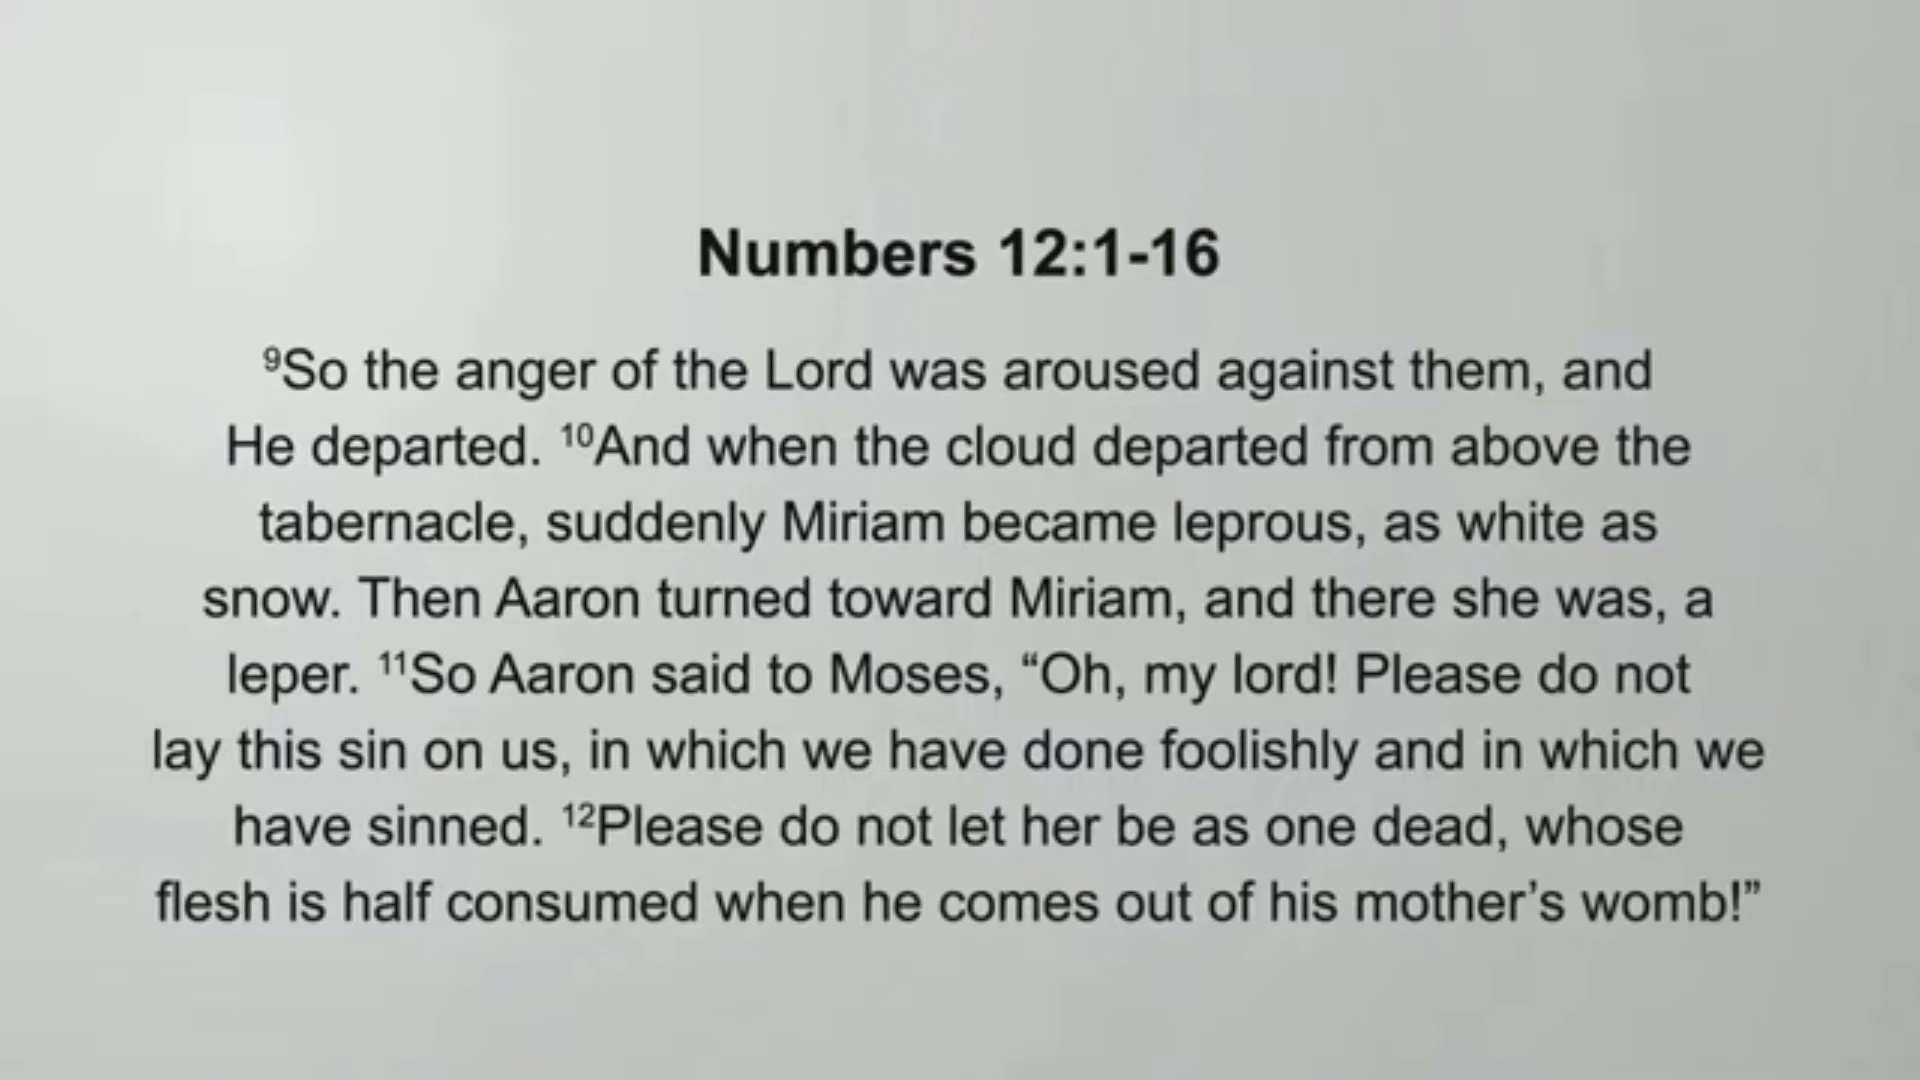 Numbers 12:1-16
⁹So the anger of the Lord was aroused against them, and
He departed. ¹⁰And when the cloud departed from above the
tabernacle, suddenly Miriam became leprous, as white as
snow. Then Aaron turned toward Miriam, and there she was, a
leper. ¹¹So Aaron said to Moses, “Oh, my lord! Please do not
lay this sin on us, in which we have done foolishly and in which we
have sinned. ¹²Please do not let her be as one dead, whose
flesh is half consumed when he comes out of his mother’s womb!”